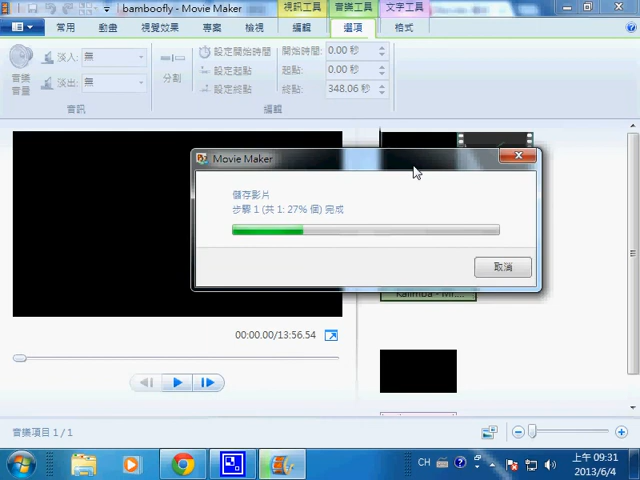 bamboofly - Movie Maker
視訊工具
音樂工具
文字工具
常用
動畫
視覺效果
專案
檢視
編輯
選項
格式
音樂
音量
淡入: 無
淡出: 無
音訊
分割
設定開始時間
設定起點
設定終點
開始時間: 0.00 秒
起點: 0.00 秒
終點: 348.06 秒
編輯
Movie Maker
儲存影片
步驟 1 (共 1: 27% 個) 完成
取消
Kalimba - Mr....
00:00.00/13:56.54
音樂項目 1 / 1
CH
上午 09:31
2013/6/4